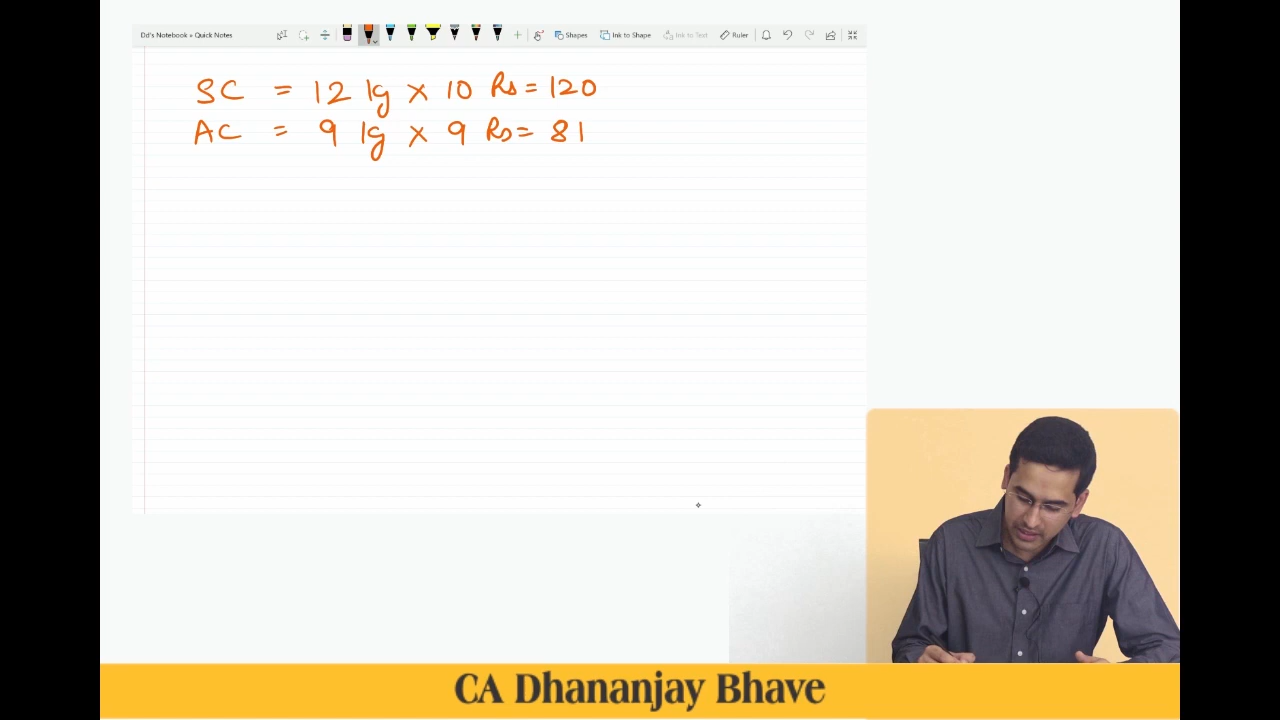 Dd's Notebook » Quick Notes
Shapes
Ink to Shape
Ink to Text
Ruler
SC = 12 kg × 10 Rs = 120
AC = 9 kg × 9 Rs = 81
CA Dhananjay Bhave